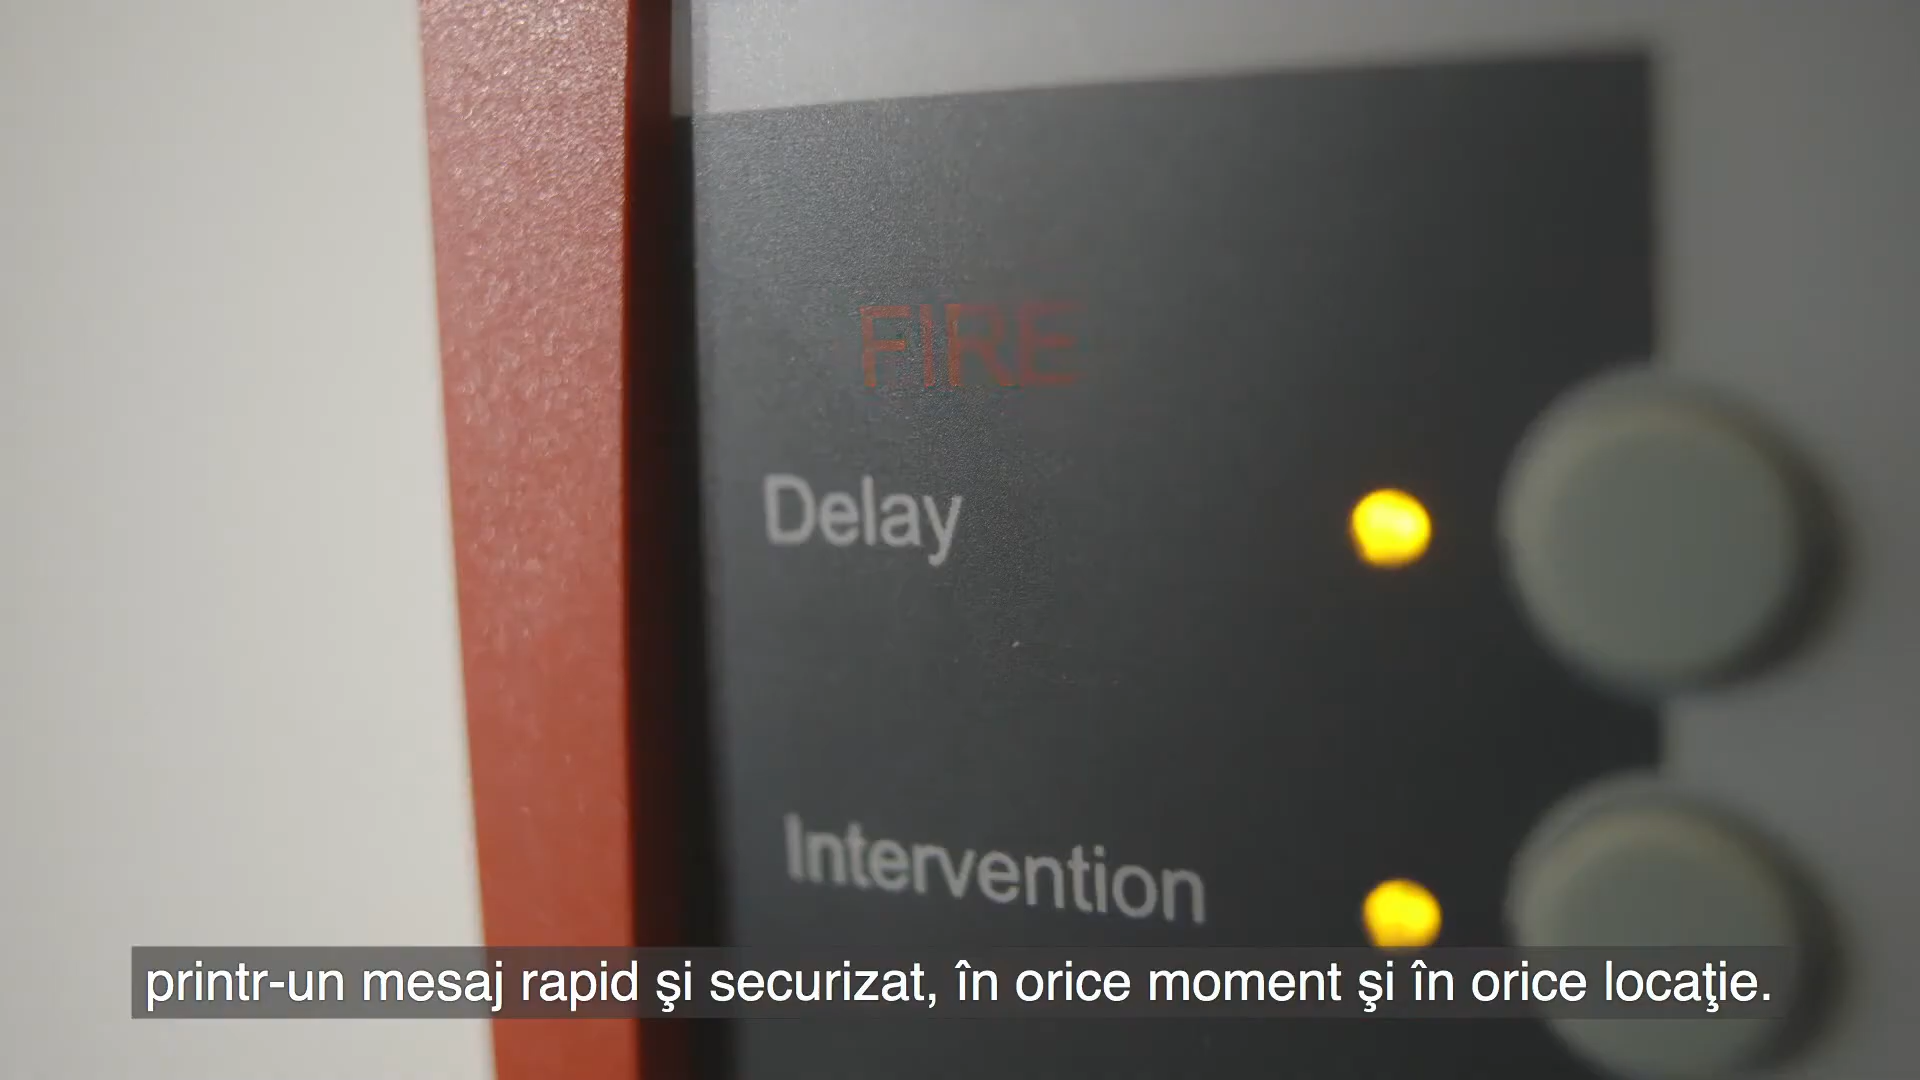 FIRE
Delay
Intervention
printr-un mesaj rapid şi securizat, în orice moment şi în orice locaţie.